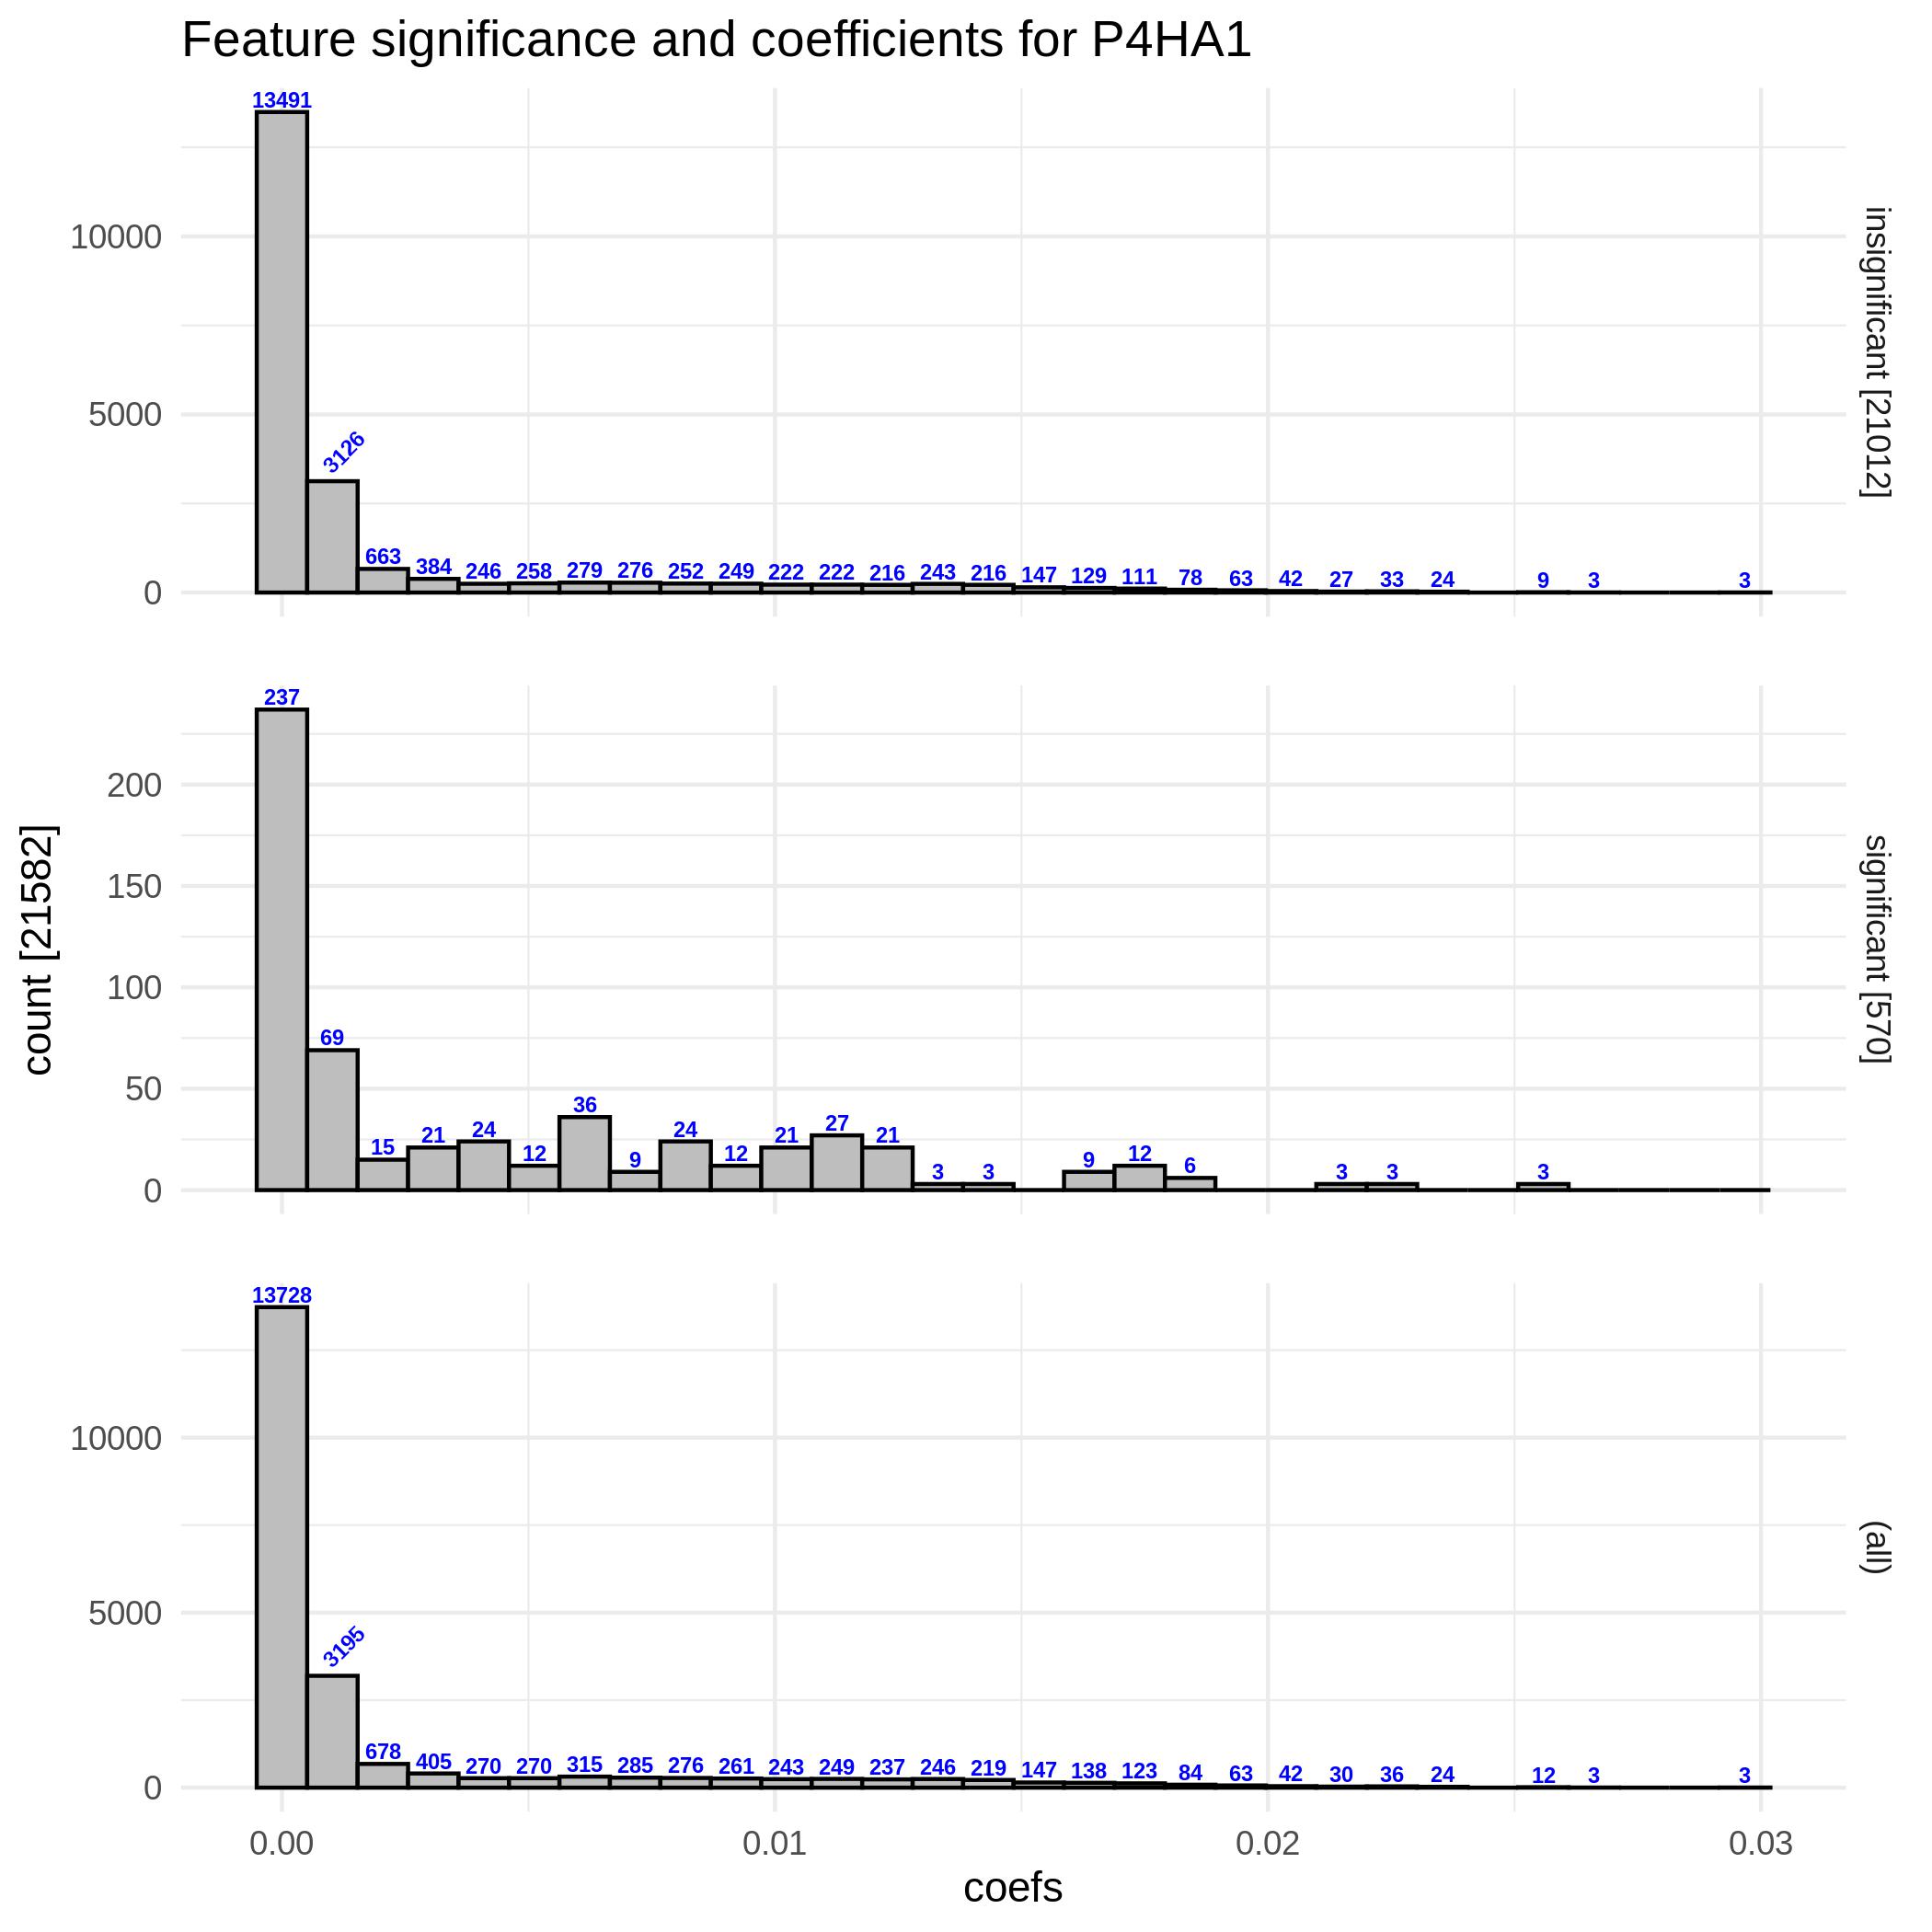 Feature significance and coefficients for P4HA1
13491
3126
663 384 246 258 279 276 252 249 222 222 216 243 216 147 129 111 78 63 42 27 33 24 9 3 3
10000
5000
0
insignificant [21012]
237
69
15 21 24 12 36 9 24 12 21 27 21 3 3 9 12 6 3 3 3
200
150
100
50
0
significant [570]
count [21582]
13728
3195
678 405 270 270 315 285 276 261 243 249 237 246 219 147 138 123 84 63 42 30 36 24 12 3 3
10000
5000
0
(all)
0.00 0.01 0.02 0.03
coefs